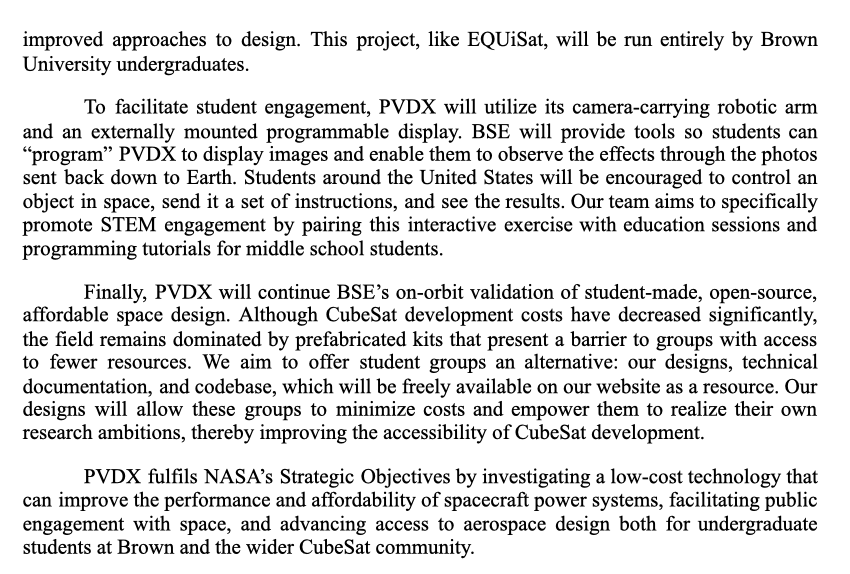 improved approaches to design. This project, like EQUiSat, will be run entirely by Brown
University undergraduates.
To facilitate student engagement, PVDX will utilize its camera-carrying robotic arm
and an externally mounted programmable display. BSE will provide tools so students can
“program” PVDX to display images and enable them to observe the effects through the photos
sent back down to Earth. Students around the United States will be encouraged to control an
object in space, send it a set of instructions, and see the results. Our team aims to specifically
promote STEM engagement by pairing this interactive exercise with education sessions and
programming tutorials for middle school students.
Finally, PVDX will continue BSE’s on-orbit validation of student-made, open-source,
affordable space design. Although CubeSat development costs have decreased significantly,
the field remains dominated by prefabricated kits that present a barrier to groups with access
to fewer resources. We aim to offer student groups an alternative: our designs, technical
documentation, and codebase, which will be freely available on our website as a resource. Our
designs will allow these groups to minimize costs and empower them to realize their own
research ambitions, thereby improving the accessibility of CubeSat development.
PVDX fulfils NASA’s Strategic Objectives by investigating a low-cost technology that
can improve the performance and affordability of spacecraft power systems, facilitating public
engagement with space, and advancing access to aerospace design both for undergraduate
students at Brown and the wider CubeSat community.